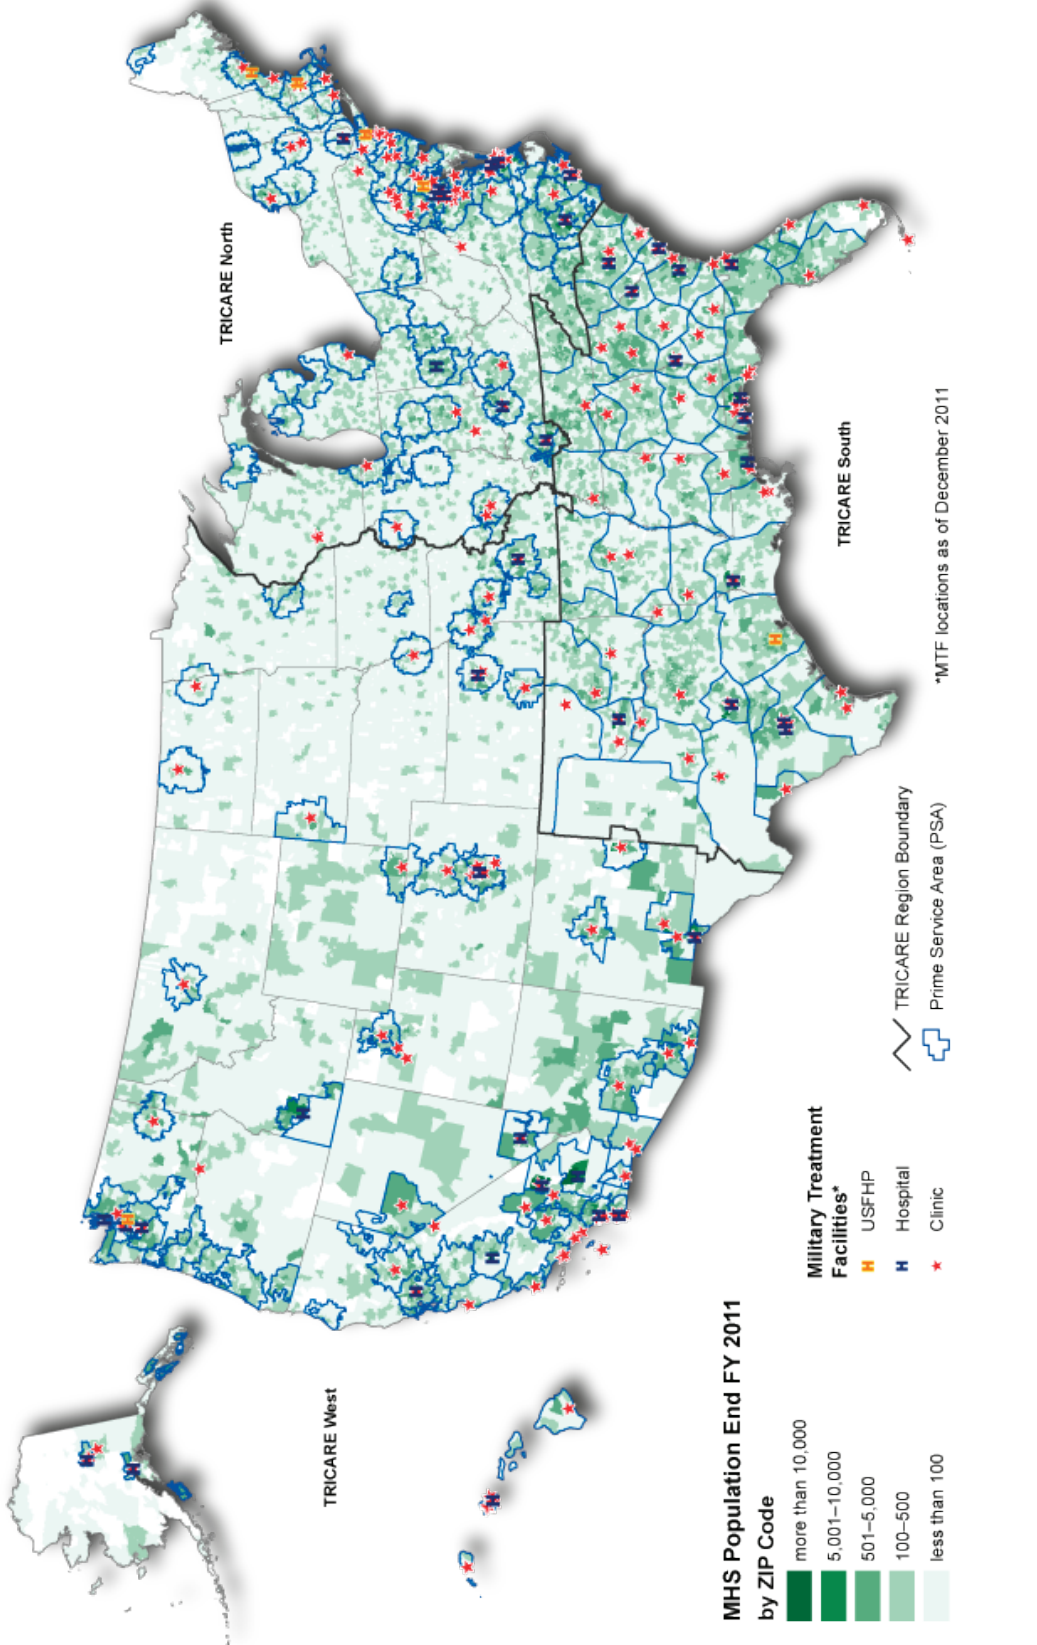 TRICARE West
TRICARE North
TRICARE South
MHS Population End FY 2011
by ZIP Code
more than 10,000
5,001–10,000
501–5,000
100–500
less than 100
Military Treatment
Facilities*
H USFHP
H Hospital
Clinic
TRICARE Region Boundary
Prime Service Area (PSA)
*MTF locations as of December 2011